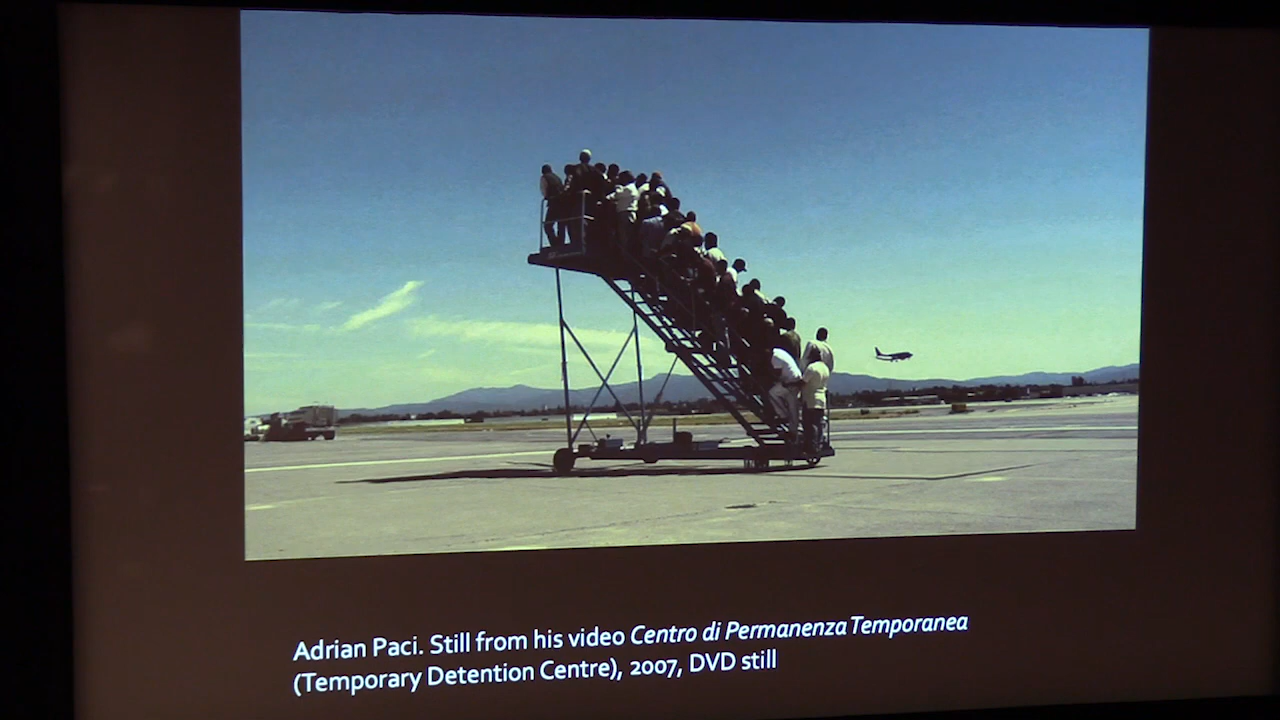 Adrian Paci. Still from his video Centro di Permanenza Temporanea
(Temporary Detention Centre), 2007, DVD still